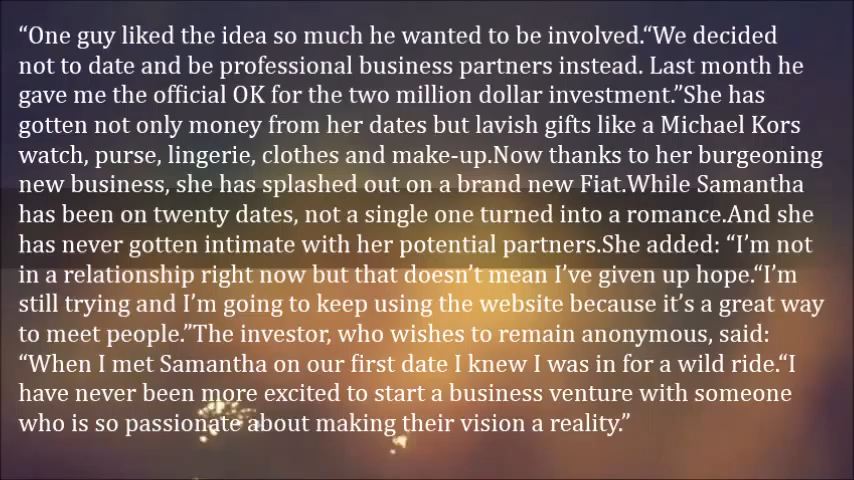 “One guy liked the idea so much he wanted to be involved.“We decided
not to date and be professional business partners instead. Last month he
gave me the official OK for the two million dollar investment.”She has
gotten not only money from her dates but lavish gifts like a Michael Kors
watch, purse, lingerie, clothes and make-up.Now thanks to her burgeoning
new business, she has splashed out on a brand new Fiat.While Samantha
has been on twenty dates, not a single one turned into a romance.And she
has never gotten intimate with her potential partners.She added: “I’m not
in a relationship right now but that doesn’t mean I’ve given up hope.“I’m
still trying and I’m going to keep using the website because it’s a great way
to meet people.”The investor, who wishes to remain anonymous, said:
“When I met Samantha on our first date I knew I was in for a wild ride.“I
have never been more excited to start a business venture with someone
who is so passionate about making their vision a reality.”